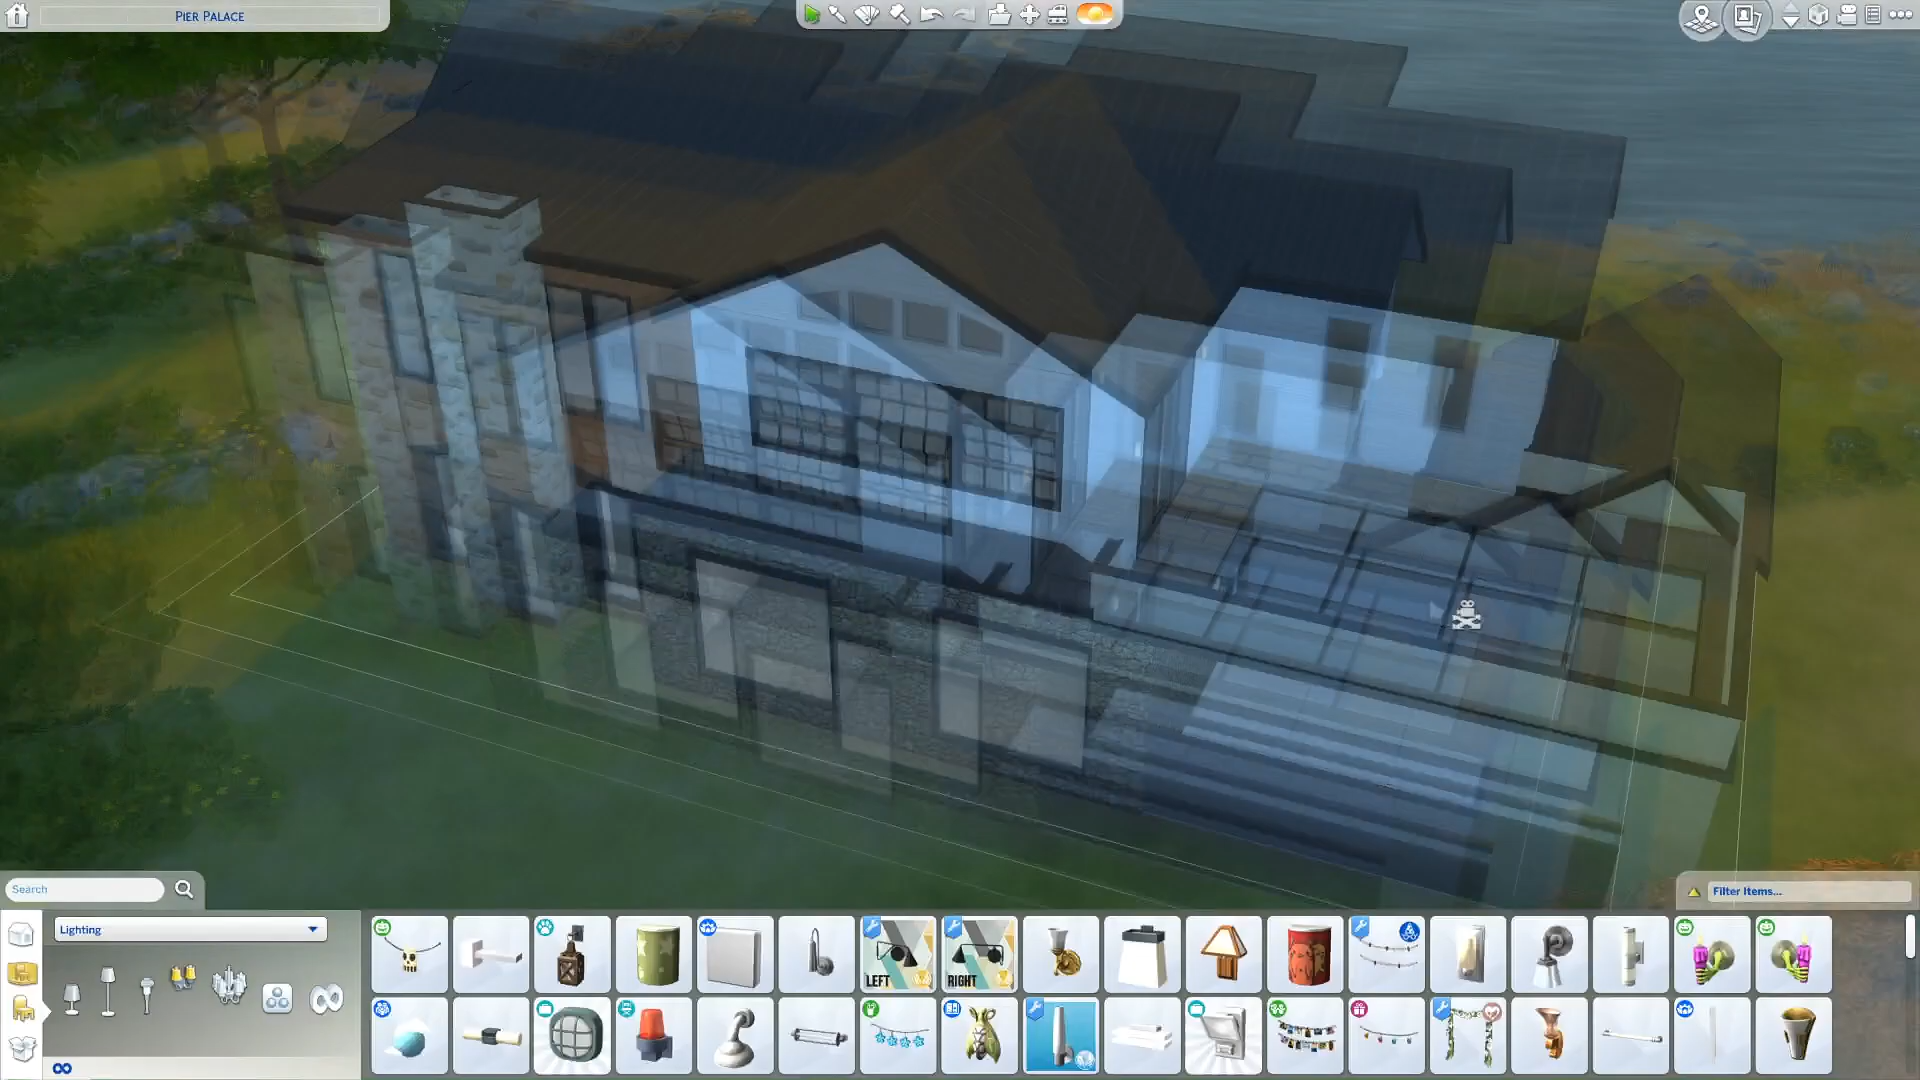 PIER PALACE
Search
Filter Items...
Lighting
LEFT
RIGHT